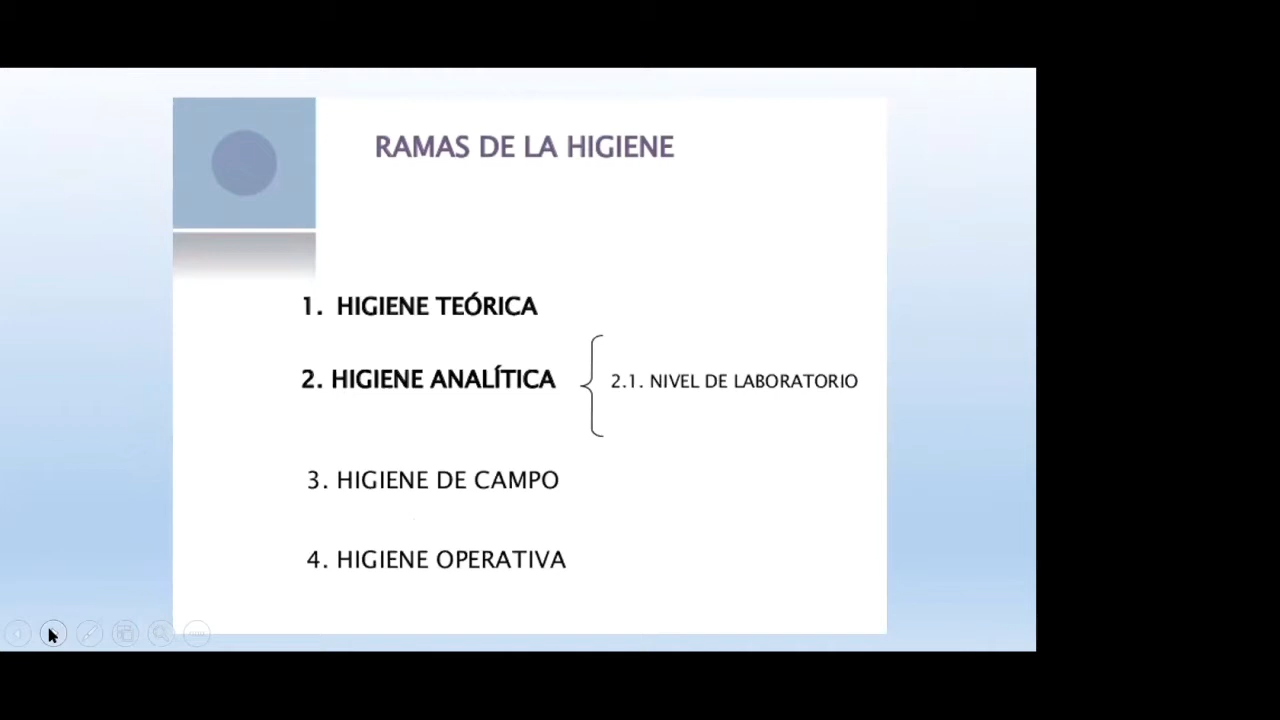 RAMAS DE LA HIGIENE
1. HIGIENE TEÓRICA
2. HIGIENE ANALÍTICA
2.1. NIVEL DE LABORATORIO
3. HIGIENE DE CAMPO
4. HIGIENE OPERATIVA